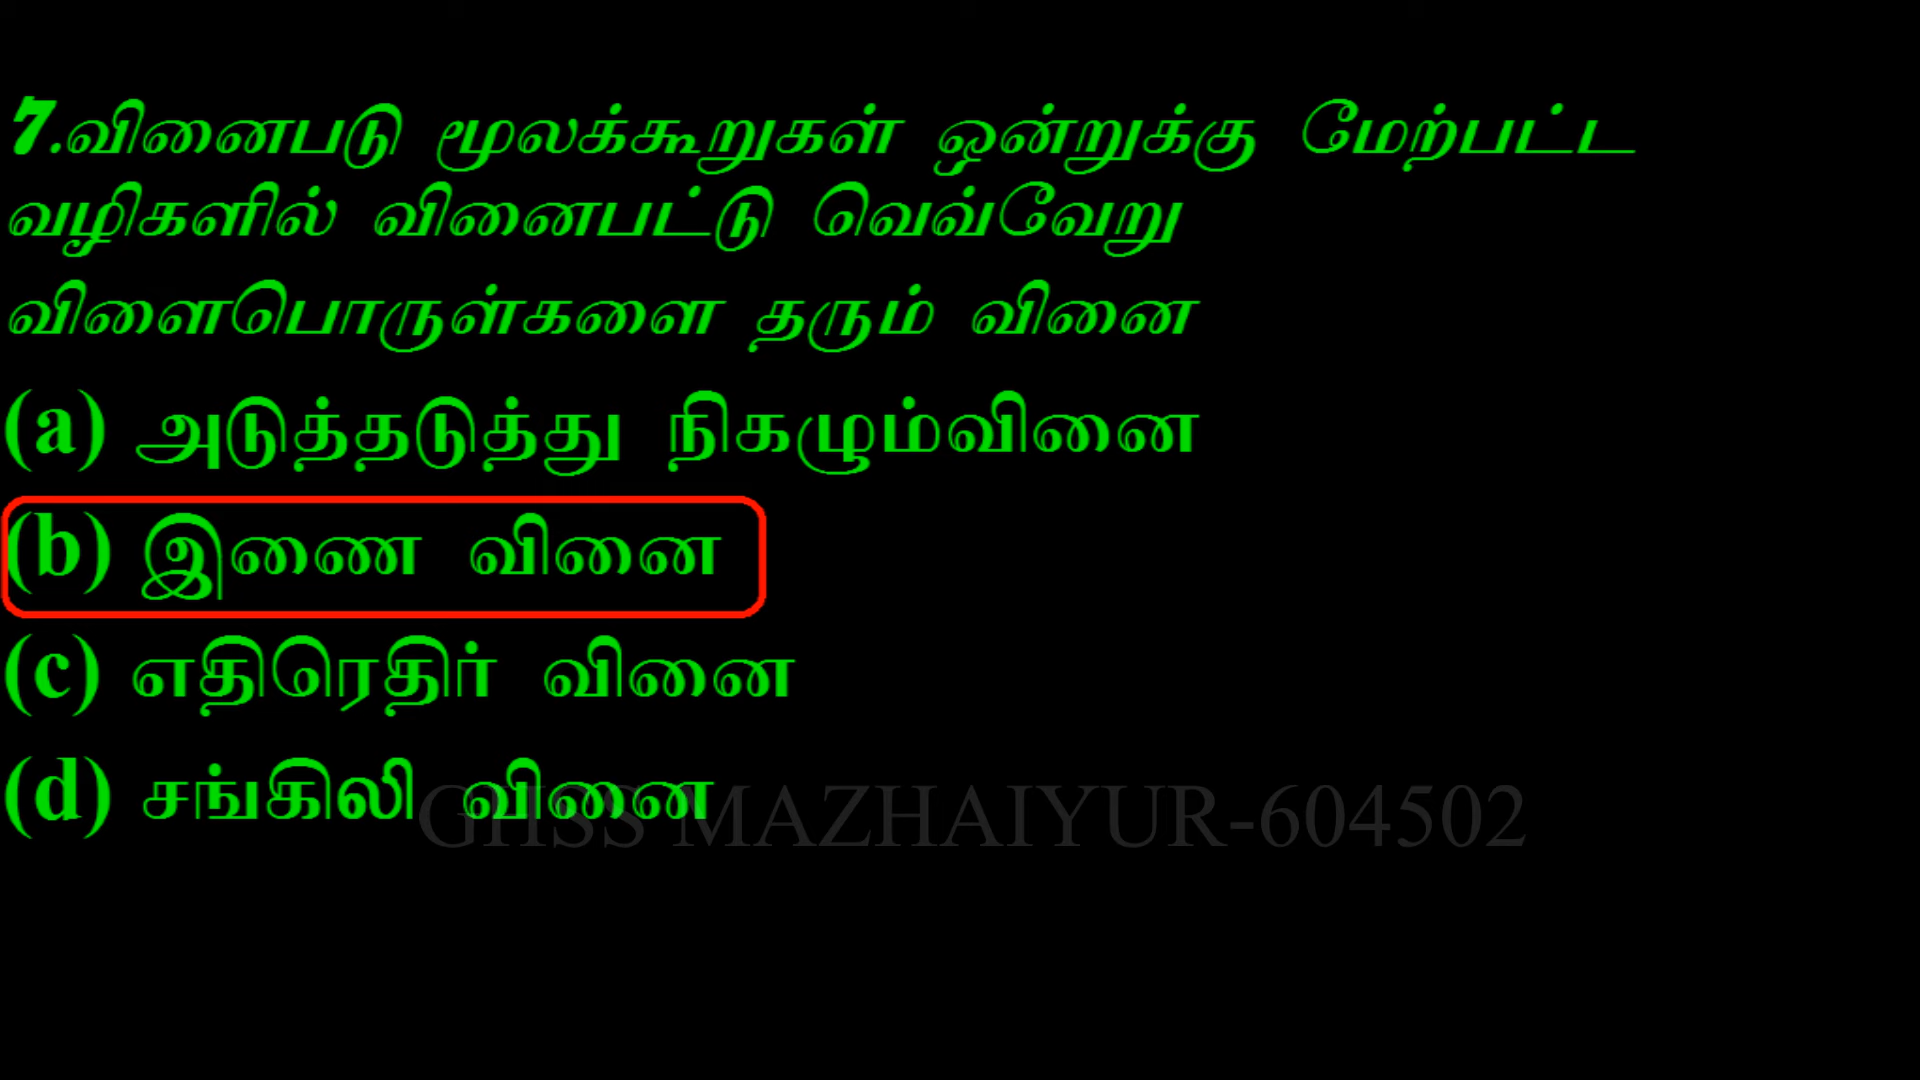 7.வினைபடு மூலக்கூறுகள் ஒன்றுக்கு மேற்பட்ட
வழிகளில் வினைபட்டு வெவ்வேறு
விளைபொருள்களை தரும் வினை
(a) அடுத்தடுத்து நிகழும்வினை
(b) இணை வினை
(c) எதிரெதிர் வினை
(d) சங்கிலி வினை
GHSS MAZHAIYUR-604502